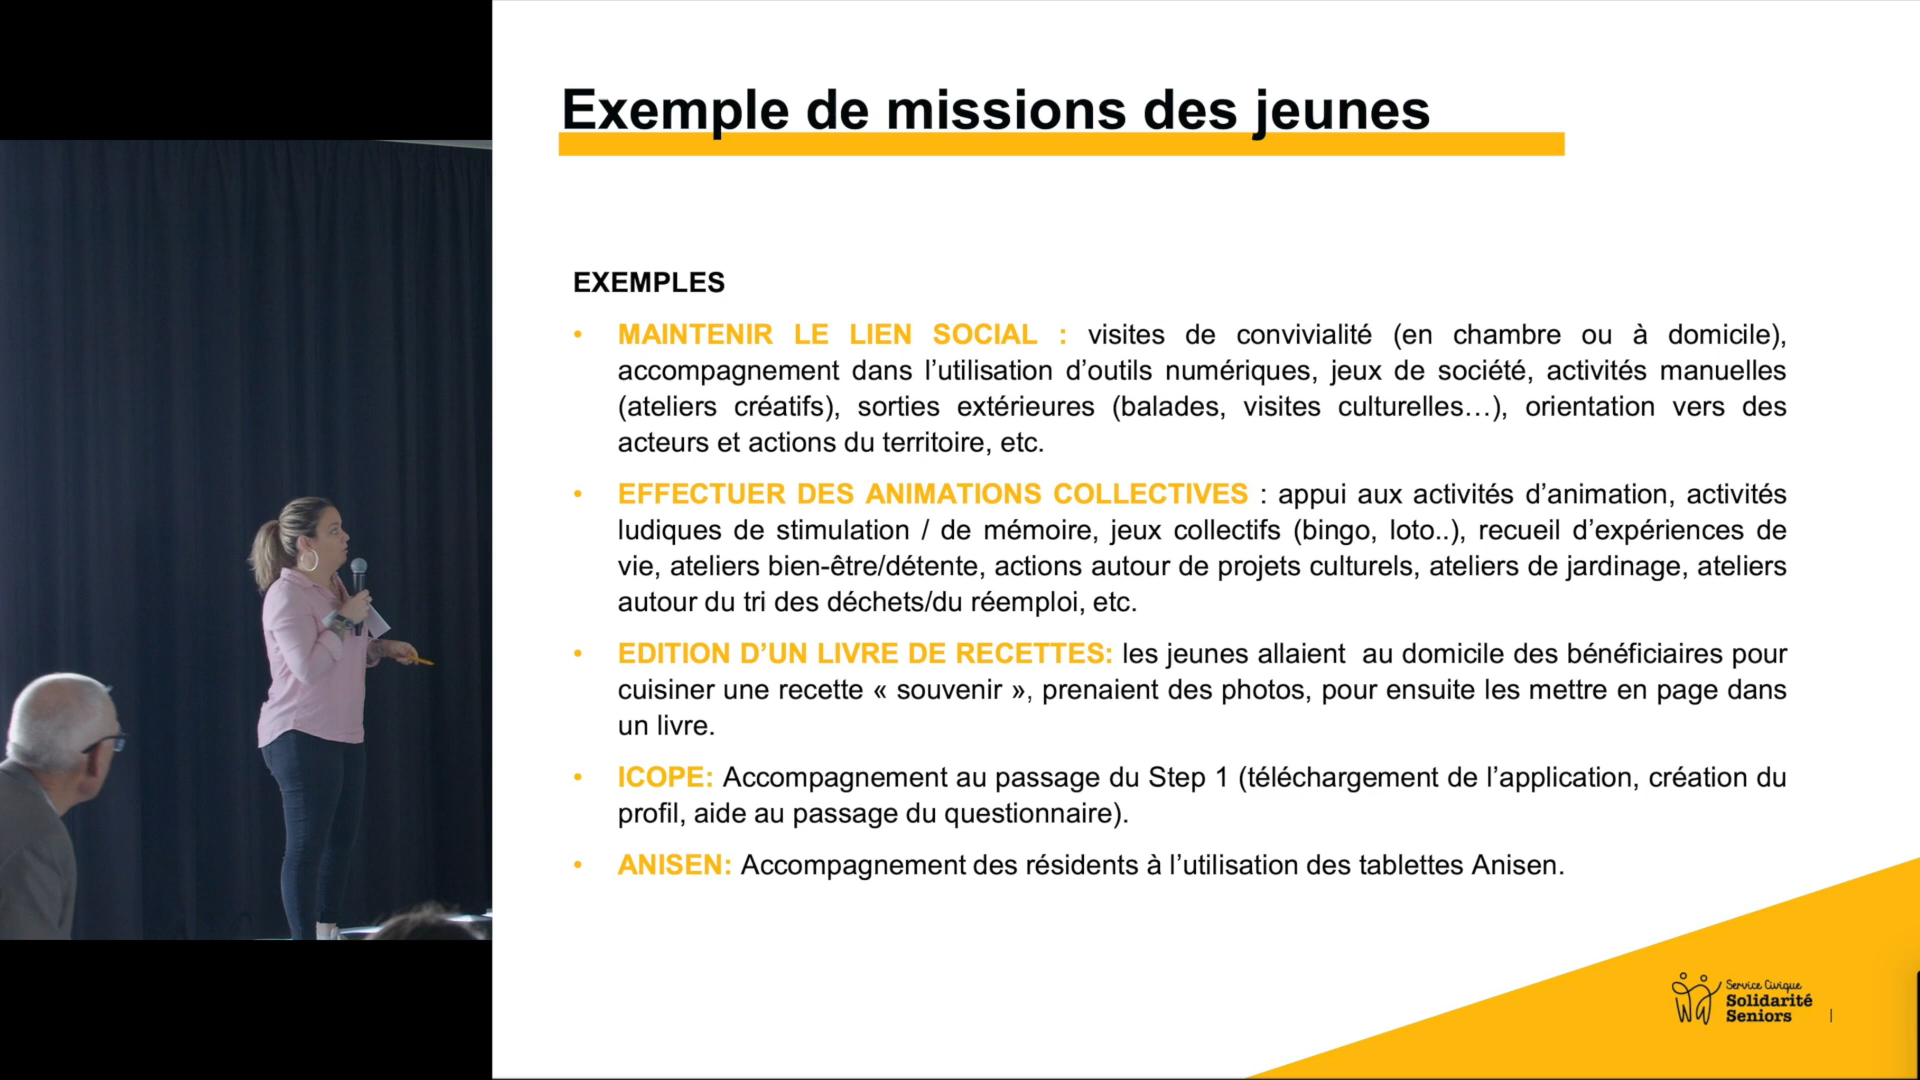 Exemple de missions des jeunes
EXEMPLES
• MAINTENIR LE LIEN SOCIAL : visites de convivialité (en chambre ou à domicile),
accompagnement dans l’utilisation d’outils numériques, jeux de société, activités manuelles
(ateliers créatifs), sorties extérieures (balades, visites culturelles…), orientation vers des
acteurs et actions du territoire, etc.
• EFFECTUER DES ANIMATIONS COLLECTIVES : appui aux activités d’animation, activités
ludiques de stimulation / de mémoire, jeux collectifs (bingo, loto..), recueil d’expériences de
vie, ateliers bien-être/détente, actions autour de projets culturels, ateliers de jardinage, ateliers
autour du tri des déchets/du réemploi, etc.
• EDITION D’UN LIVRE DE RECETTES: les jeunes allaient au domicile des bénéficiaires pour
cuisiner une recette « souvenir », prenaient des photos, pour ensuite les mettre en page dans
un livre.
• ICOPE: Accompagnement au passage du Step 1 (téléchargement de l’application, création du
profil, aide au passage du questionnaire).
• ANISEN: Accompagnement des résidents à l’utilisation des tablettes Anisen.
Service Civique
Solidarité
Seniors